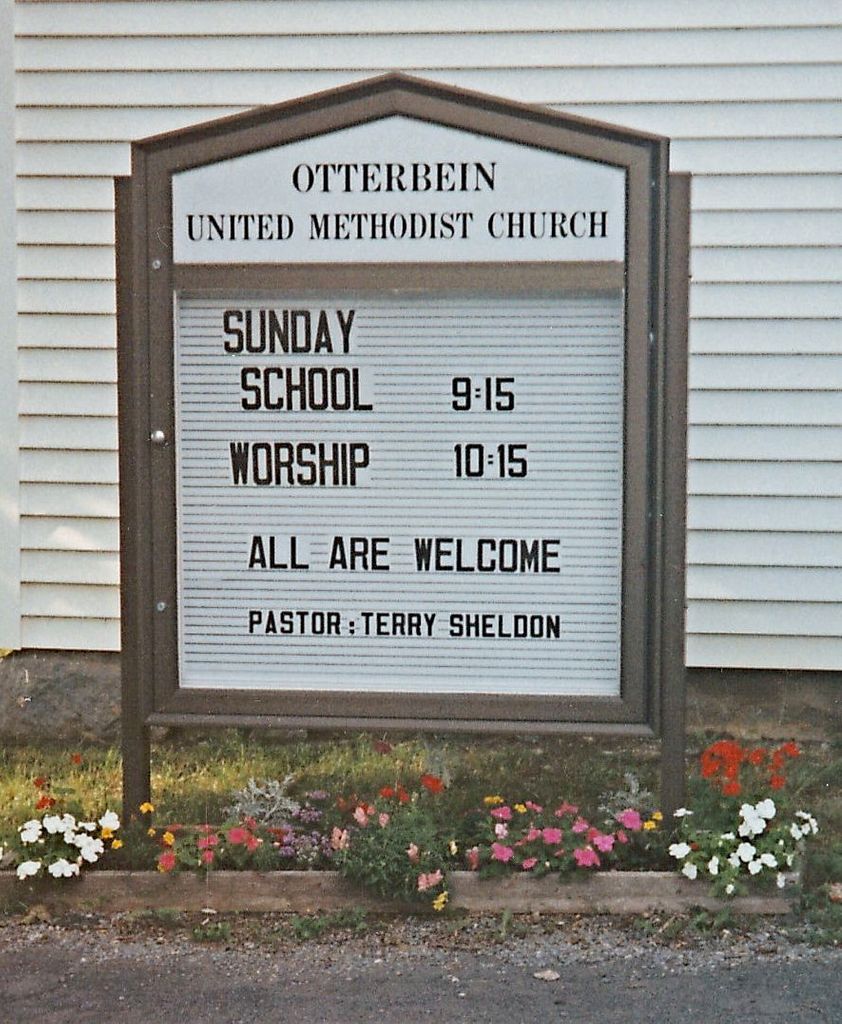 OTTERBEIN
UNITED METHODIST CHURCH
SUNDAY
SCHOOL 9:15
WORSHIP 10:15
ALL ARE WELCOME
PASTOR: TERRY SHELDON